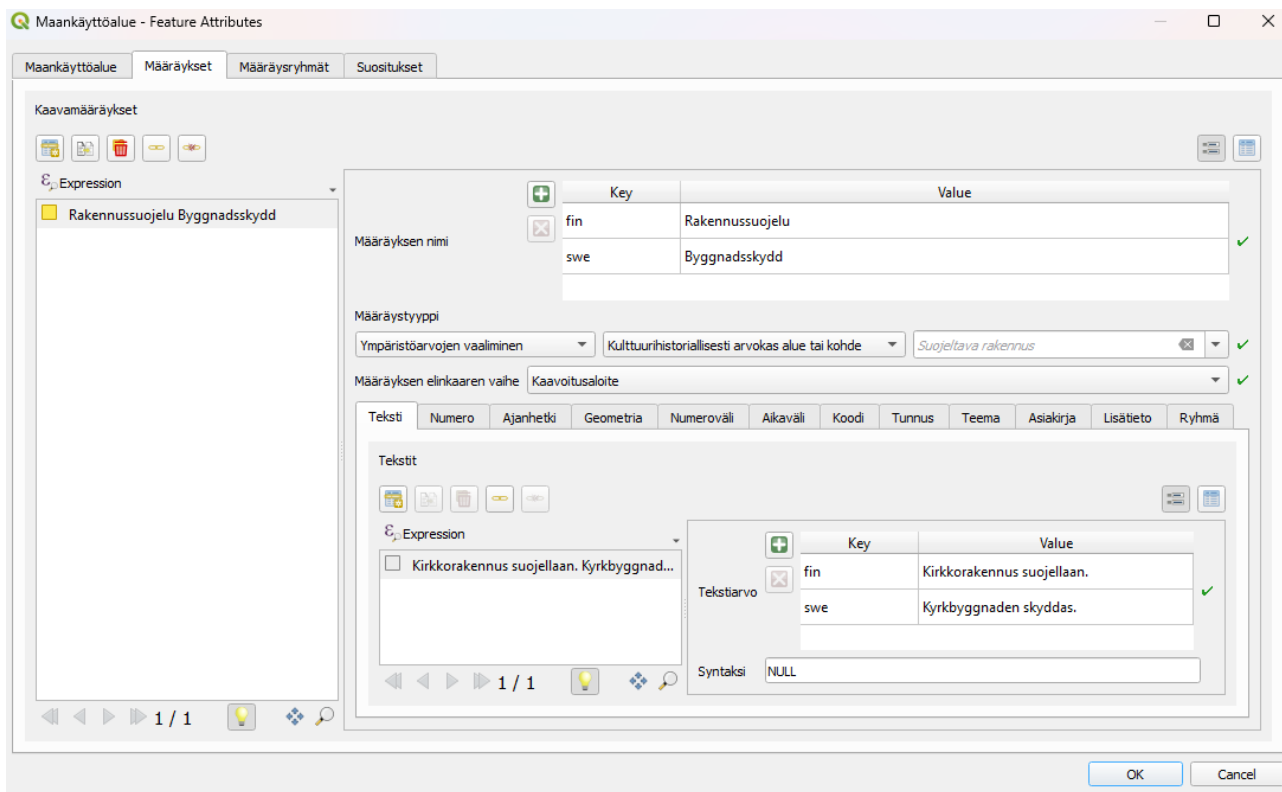 Maankäyttöalue - Feature Attributes
Maankäyttöalue Määräykset Määräysryhmät Suositukset
Kaavamääräykset
Expression
Rakennussuojelu Byggnadsskydd
Määräyksen nimi
Key Value
fin Rakennussuojelu
swe Byggnadsskydd
Määräystyyppi
Ympäristöarvojen vaaliminen Kulttuurihistoriallisesti arvokas alue tai kohde Suojeltava rakennus
Määräyksen elinkaaren vaihe Kaavoitusaloite
Teksti Numero Ajanhetki Geometria Numeroväli Aikaväli Koodi Tunnus Teema Asiakirja Lisätieto Ryhmä
Tekstit
Expression
Kirkkorakennus suojellaan. Kyrkbyggnad...
Tekstiarvo
Key Value
fin Kirkkorakennus suojellaan.
swe Kyrkbyggnaden skyddas.
Syntaksi NULL
1 / 1
1 / 1
OK Cancel